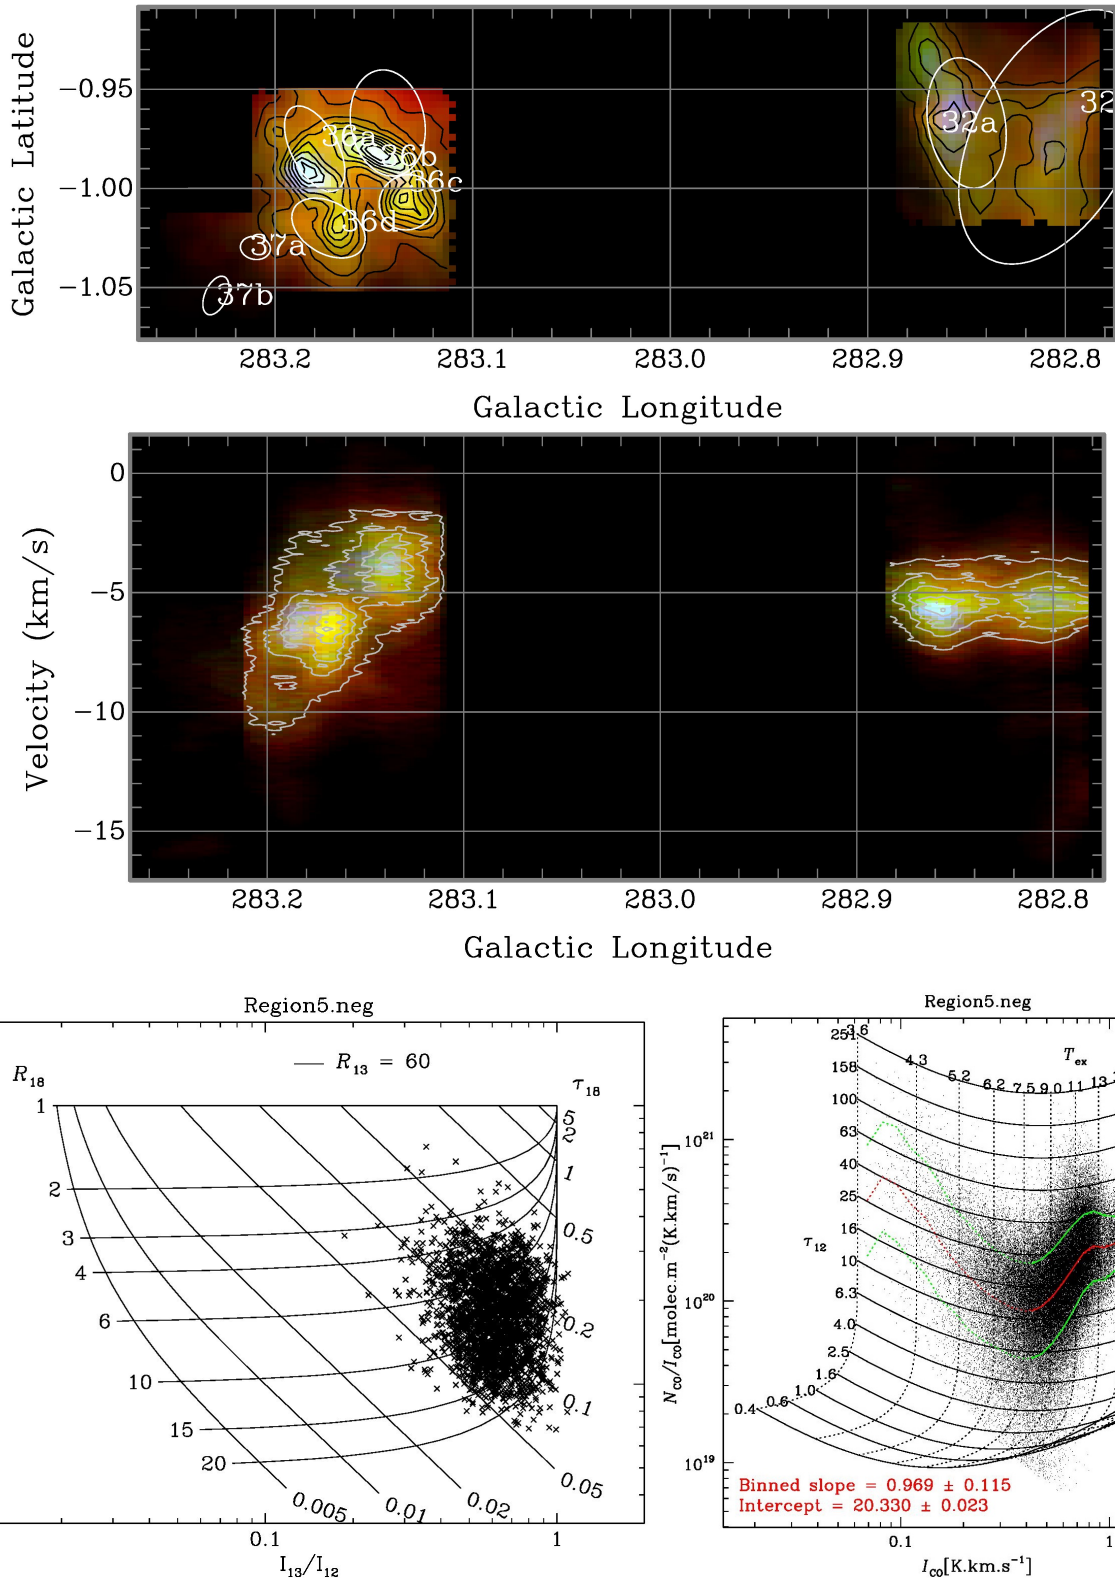 Galactic Latitude
−0.95
−1.00
−1.05
36a
36b
36c
36d
37a
37b
32a
32
283.2 283.1 283.0 282.9 282.8
Galactic Longitude
Velocity (km/s)
0
−5
−10
−15
283.2 283.1 283.0 282.9 282.8
Galactic Longitude
Region5.neg
R18
R13 = 60
τ18
1
2
3
4
6
10
15
20
5
2
1
0.5
0.2
0.1
0.05
0.02
0.01
0.005
0.1 1
I13/I12
Region5.neg
NCO/ICO[molec.m−2(K.km/s)−1]
10^21
10^20
10^19
Tex
3.6 4.3 5.2 6.2 7.5 9.0 11 13
τ12
251
158
100
63
40
25
16
10
6.3
4.0
2.5
1.6
1.0
0.6
0.4
Binned slope = 0.969 ± 0.115
Intercept = 20.330 ± 0.023
0.1 1
ICO[K.km.s−1]